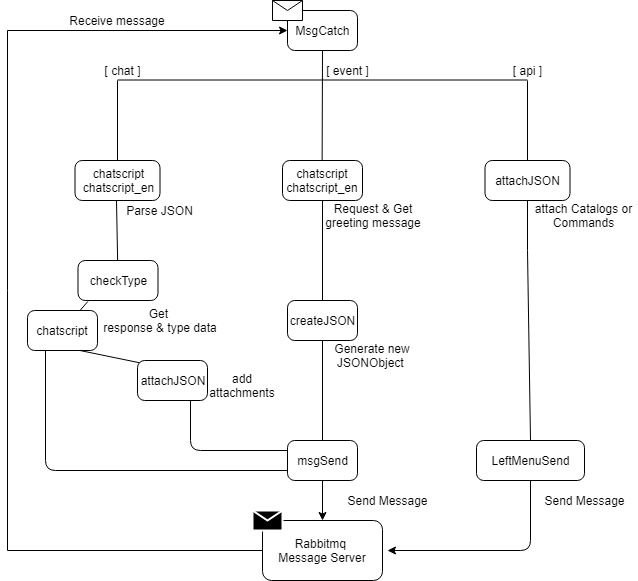 Receive message
MsgCatch
[ chat ]
[ event ]
[ api ]
chatscript
chatscript_en
chatscript
chatscript_en
attachJSON
Parse JSON
Request & Get
greeting message
attach Catalogs or
Commands
checkType
Get
response & type data
chatscript
createJSON
Generate new
JSONObject
attachJSON
add
attachments
msgSend
LeftMenuSend
Send Message
Send Message
Rabbitmq
Message Server